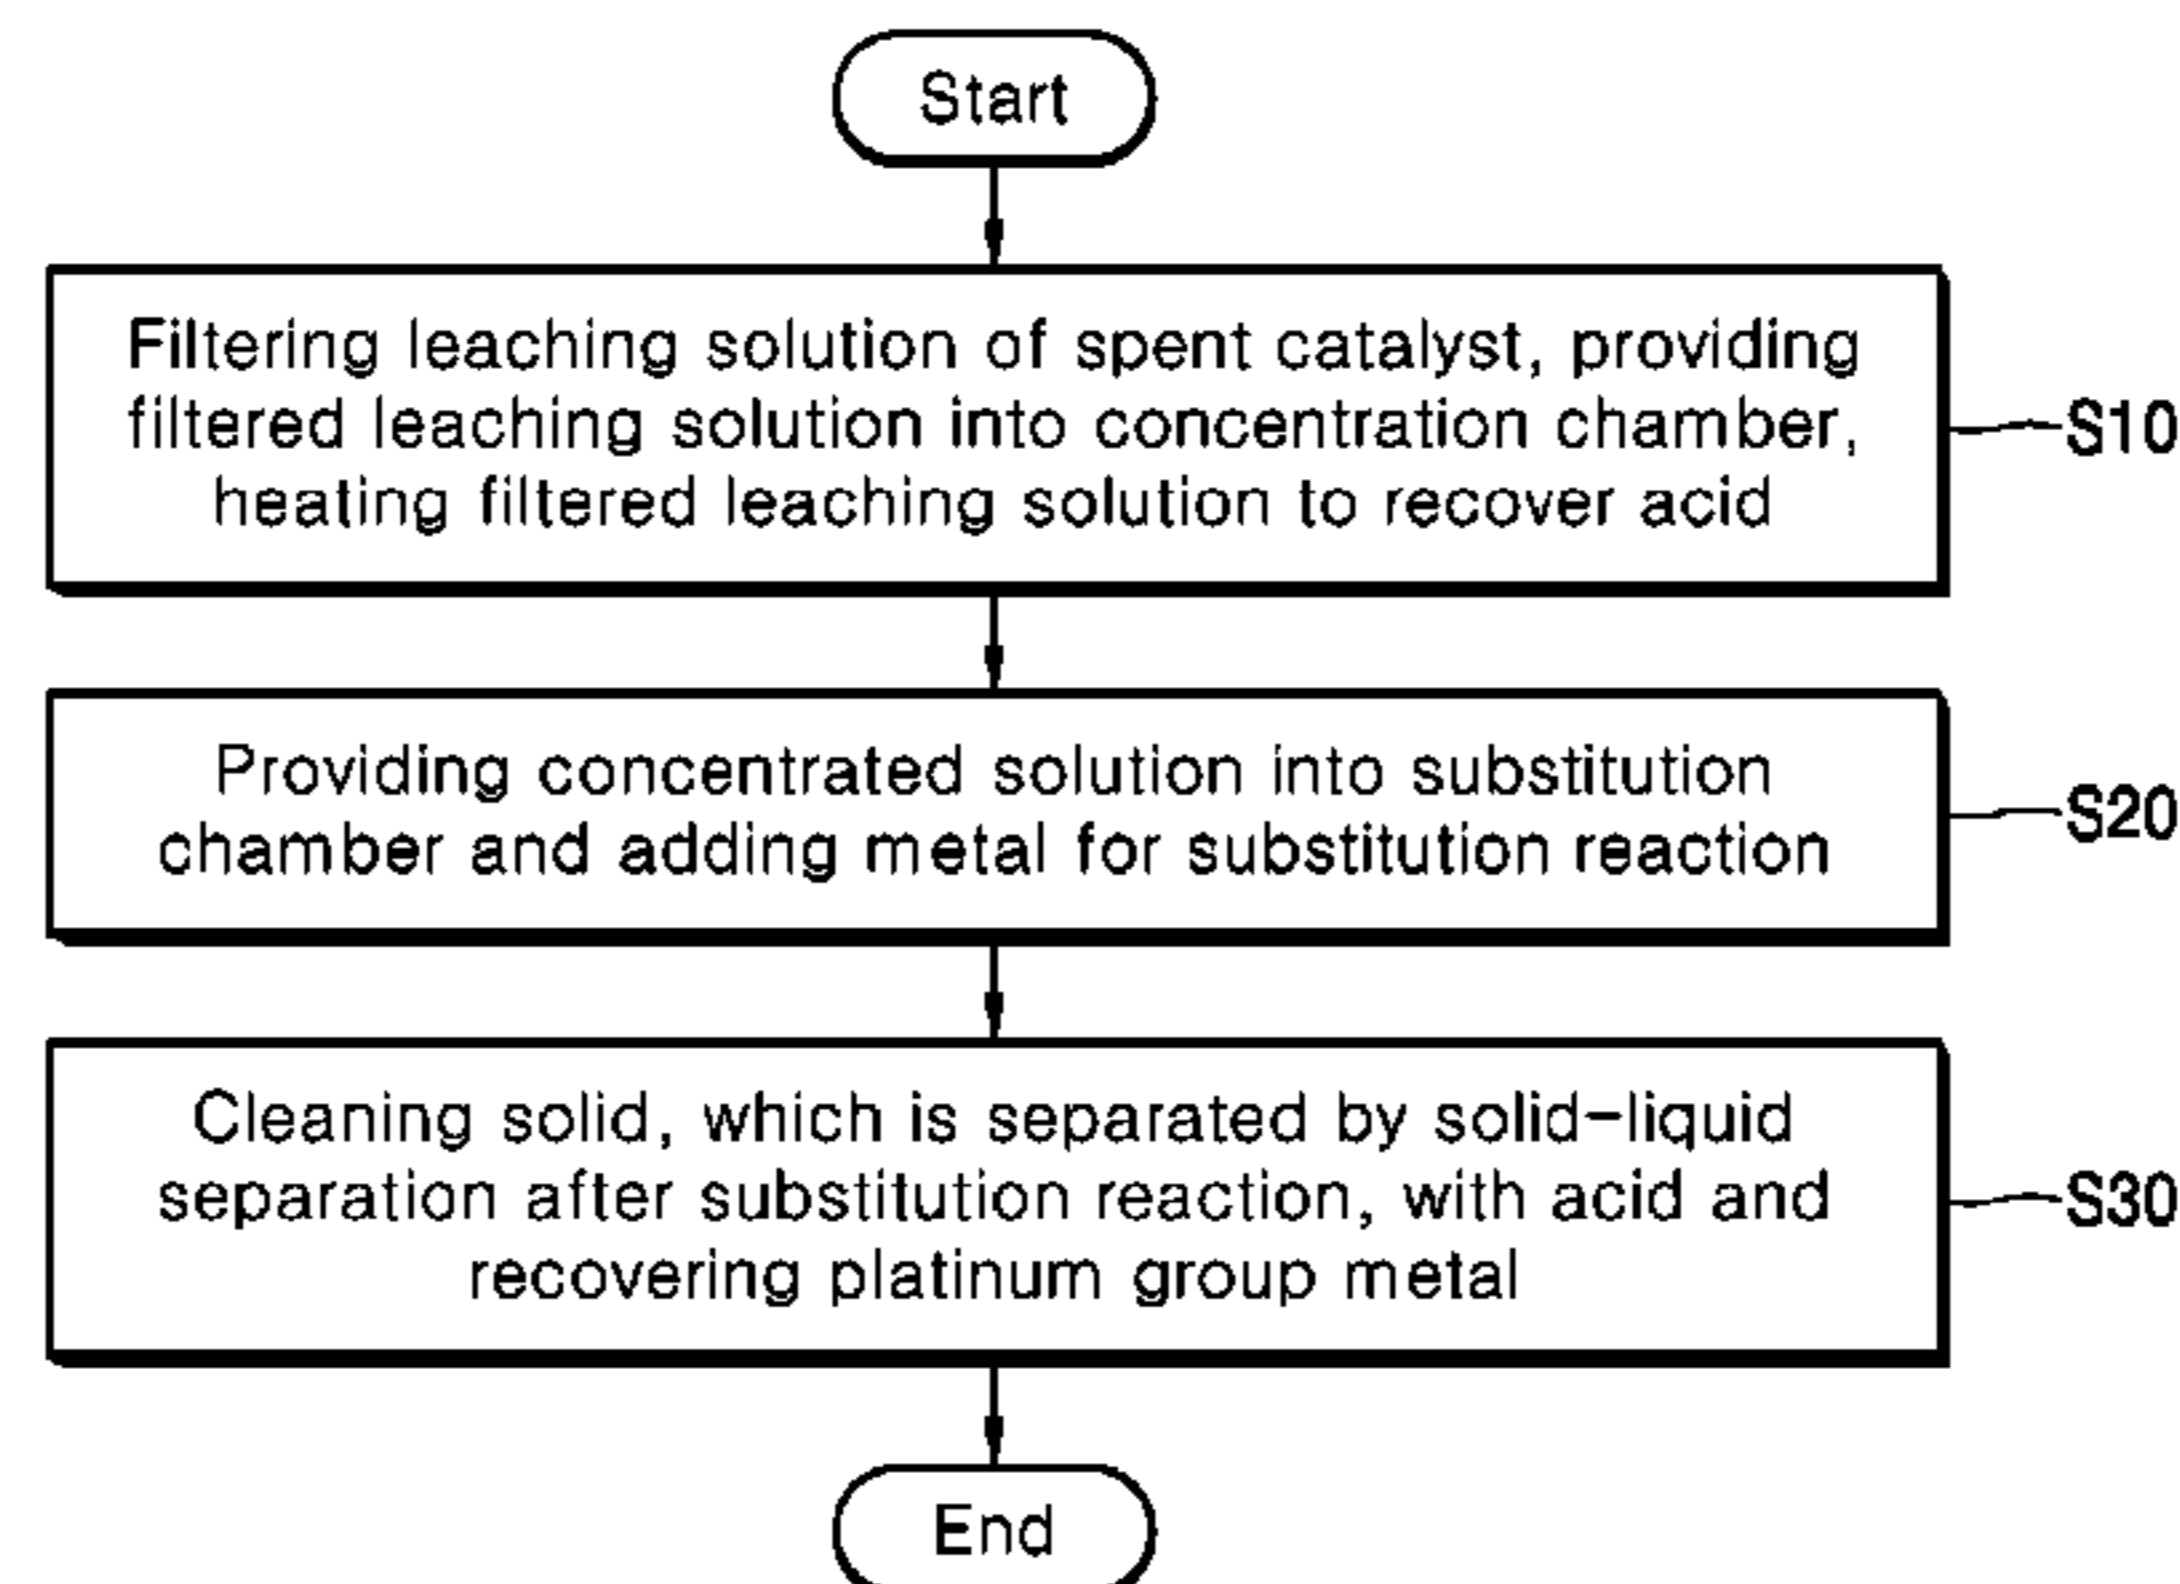 Start
Filtering leaching solution of spent catalyst, providing
filtered leaching solution into concentration chamber,
heating filtered leaching solution to recover acid
S10
Providing concentrated solution into substitution
chamber and adding metal for substitution reaction
S20
Cleaning solid, which is separated by solid-liquid
separation after substitution reaction, with acid and
recovering platinum group metal
S30
End